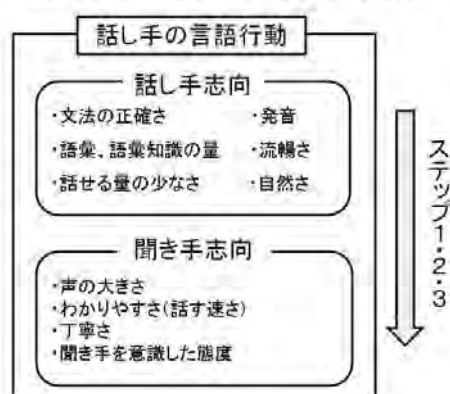 話し手の言語行動
話し手志向
・文法の正確さ ・発音
・語彙、語彙知識の量 ・流暢さ
・話せる量の少なさ ・自然さ
聞き手志向
・声の大きさ
・わかりやすさ(話す速さ)
・丁寧さ
・聞き手を意識した態度
ステップ1・2・3